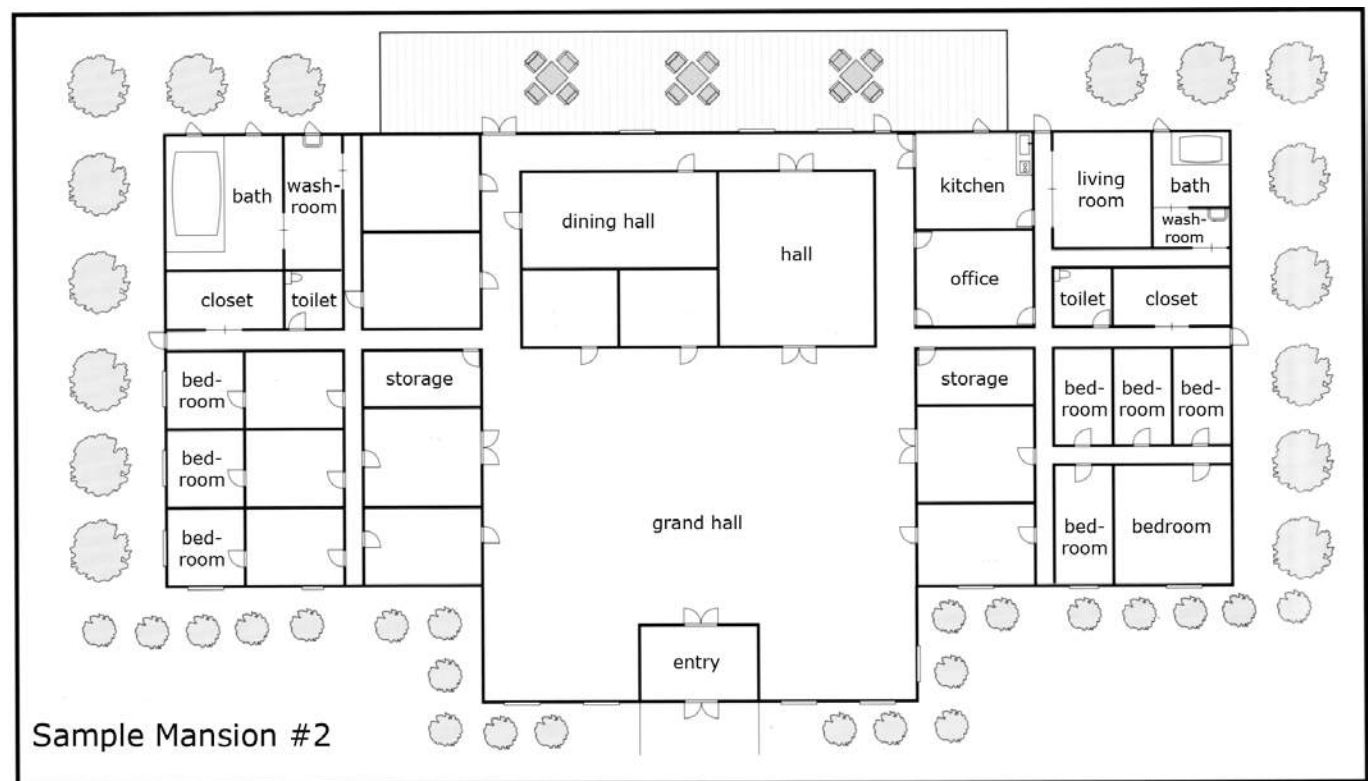 bath
wash-
room
closet
toilet
dining hall
hall
kitchen
office
living
room
bath
wash-
room
toilet
closet
bed-
room
bed-
room
bed-
room
storage
storage
bed-
room
bed-
room
bed-
room
bed-
room
bedroom
grand hall
entry
Sample Mansion #2